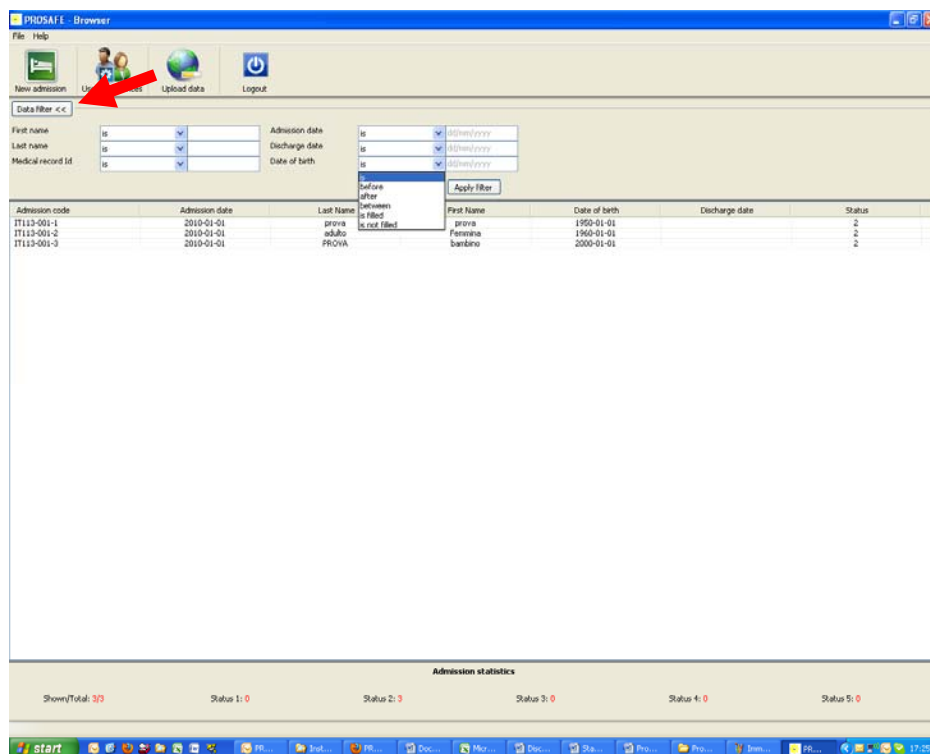 PROSAFE - Browser
File Help
New admission Upload data Logout
Data filter <<
First name is Admission date is dd/mm/yyyy
Last name is Discharge date is dd/mm/yyyy
Medical record Id is Date of birth is dd/mm/yyyy
is
before Apply filter
after
between
is filled
is not filled
Admission code Admission date Last Name First Name Date of birth Discharge date Status
IT113-001-1 2010-01-01 prova prova 1950-01-01 2
IT113-001-2 2010-01-01 adulto Femmina 1960-01-01 2
IT113-001-3 2010-01-01 PROVA bambino 2000-01-01 2
Admission statistics
Shown/Total: 3/3 Status 1: 0 Status 2: 3 Status 3: 0 Status 4: 0 Status 5: 0
start PR... Inst... PR... Doc... Micr... Disc... Sta... Pro... Pro... Imm... PR... 17:25